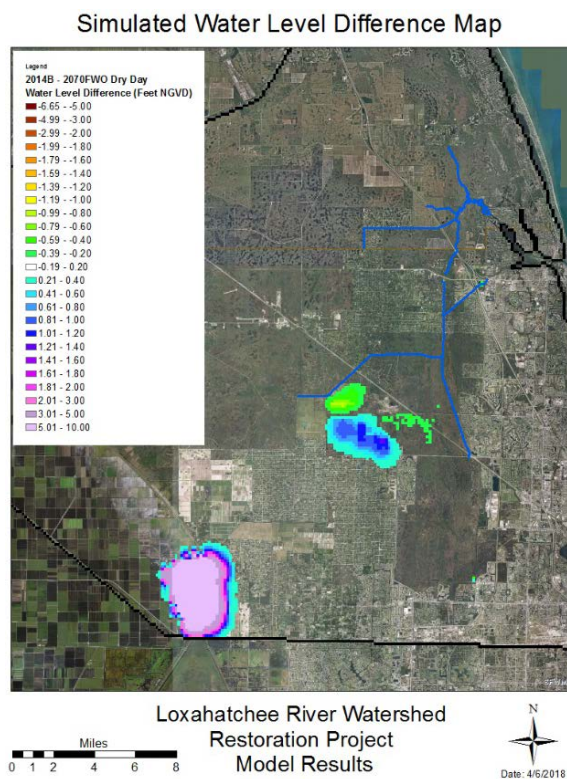 Simulated Water Level Difference Map
Legend
2014B - 2070FWO Dry Day
Water Level Difference (Feet NGVD)
-6.65 - -5.00
-4.99 - -3.00
-2.99 - -2.00
-1.99 - -1.80
-1.79 - -1.60
-1.59 - -1.40
-1.39 - -1.20
-1.19 - -1.00
-0.99 - -0.80
-0.79 - -0.60
-0.59 - -0.40
-0.39 - -0.20
-0.19 - 0.20
0.21 - 0.40
0.41 - 0.60
0.61 - 0.80
0.81 - 1.00
1.01 - 1.20
1.21 - 1.40
1.41 - 1.60
1.61 - 1.80
1.81 - 2.00
2.01 - 3.00
3.01 - 5.00
5.01 - 10.00
Miles
0 1 2 4 6 8
Loxahatchee River Watershed
Restoration Project
Model Results
N
Date: 4/6/2018